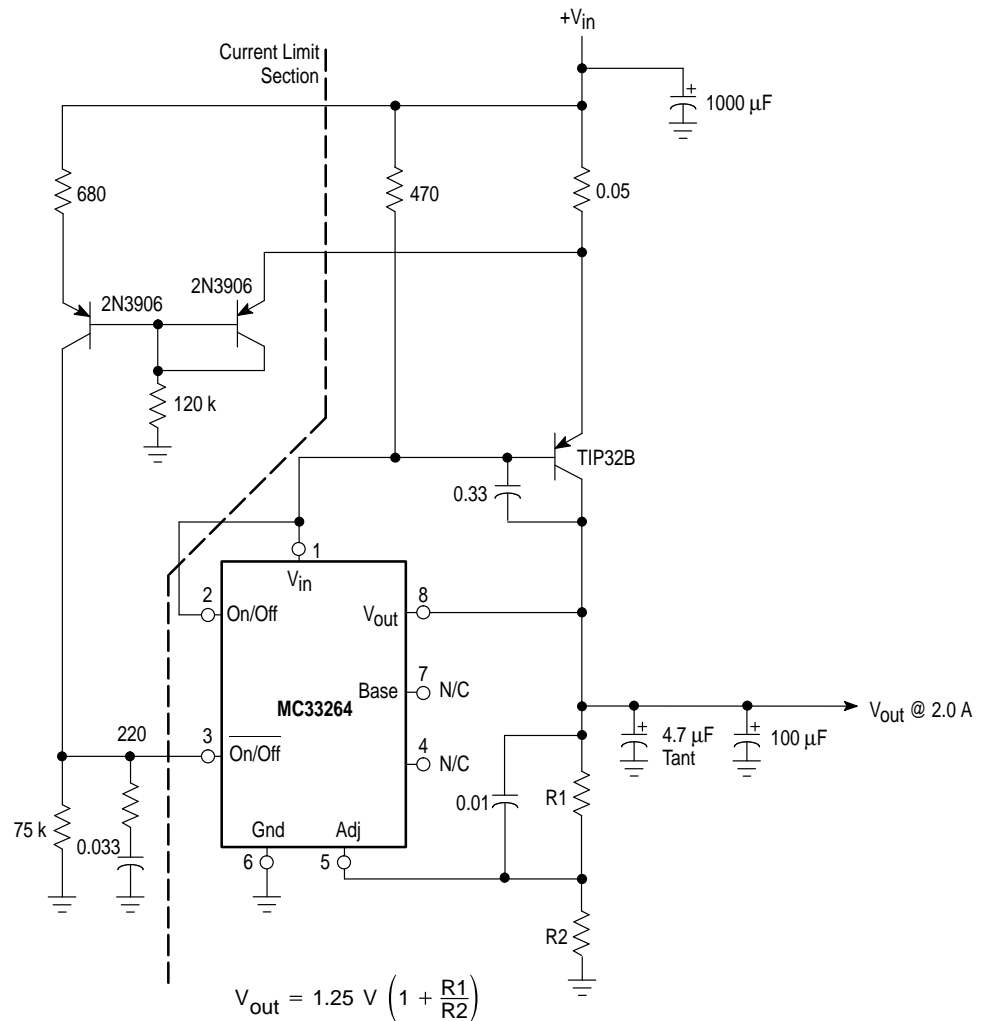 +Vin
Current Limit
Section
1000 µF
680
470
0.05
2N3906
2N3906
120 k
TIP32B
0.33
1
Vin
2
On/Off
Vout
8
Base
7
N/C
MC33264
Vout @ 2.0 A
220
3
On/Off
4
N/C
4.7 µF
Tant
100 µF
0.01
R1
75 k
0.033
Gnd
Adj
6
5
R2
Vout = 1.25 V (1 + R1/R2)